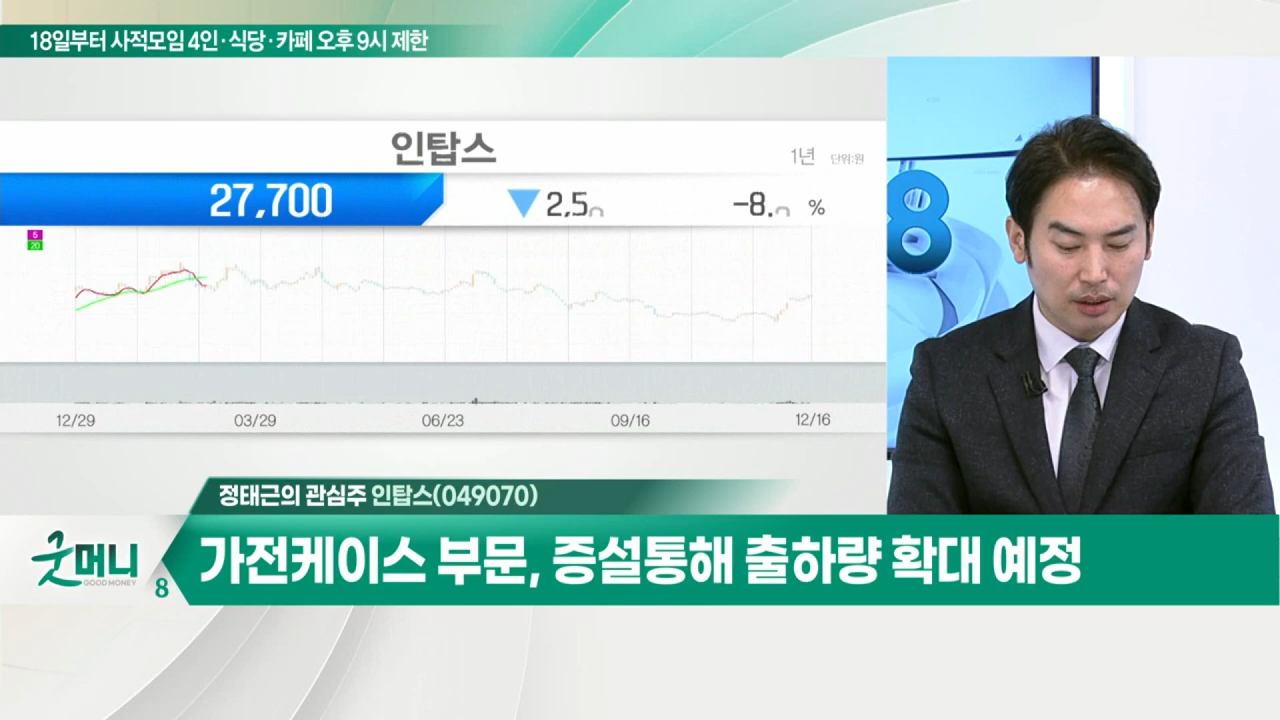 18일부터 사적모임 4인·식당·카페 오후 9시 제한
인탑스
1년 단위:원
27,700
▼ 2,5
-8. %
5
20
12/29 03/29 06/23 09/16 12/16
8
정태근의 관심주 인탑스(049070)
굿머니
GOOD MONEY
8
가전케이스 부문, 증설통해 출하량 확대 예정